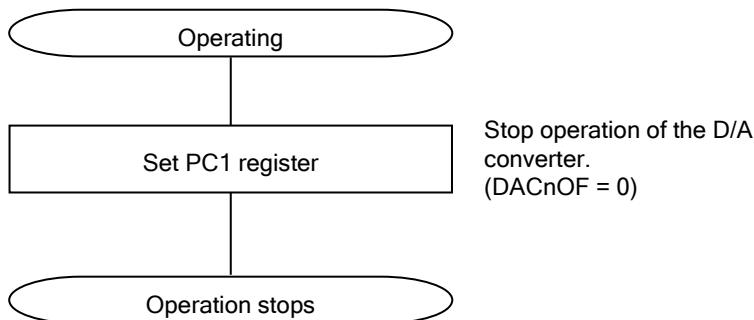 Operating
Set PC1 register
Stop operation of the D/A
converter.
(DACnOF = 0)
Operation stops